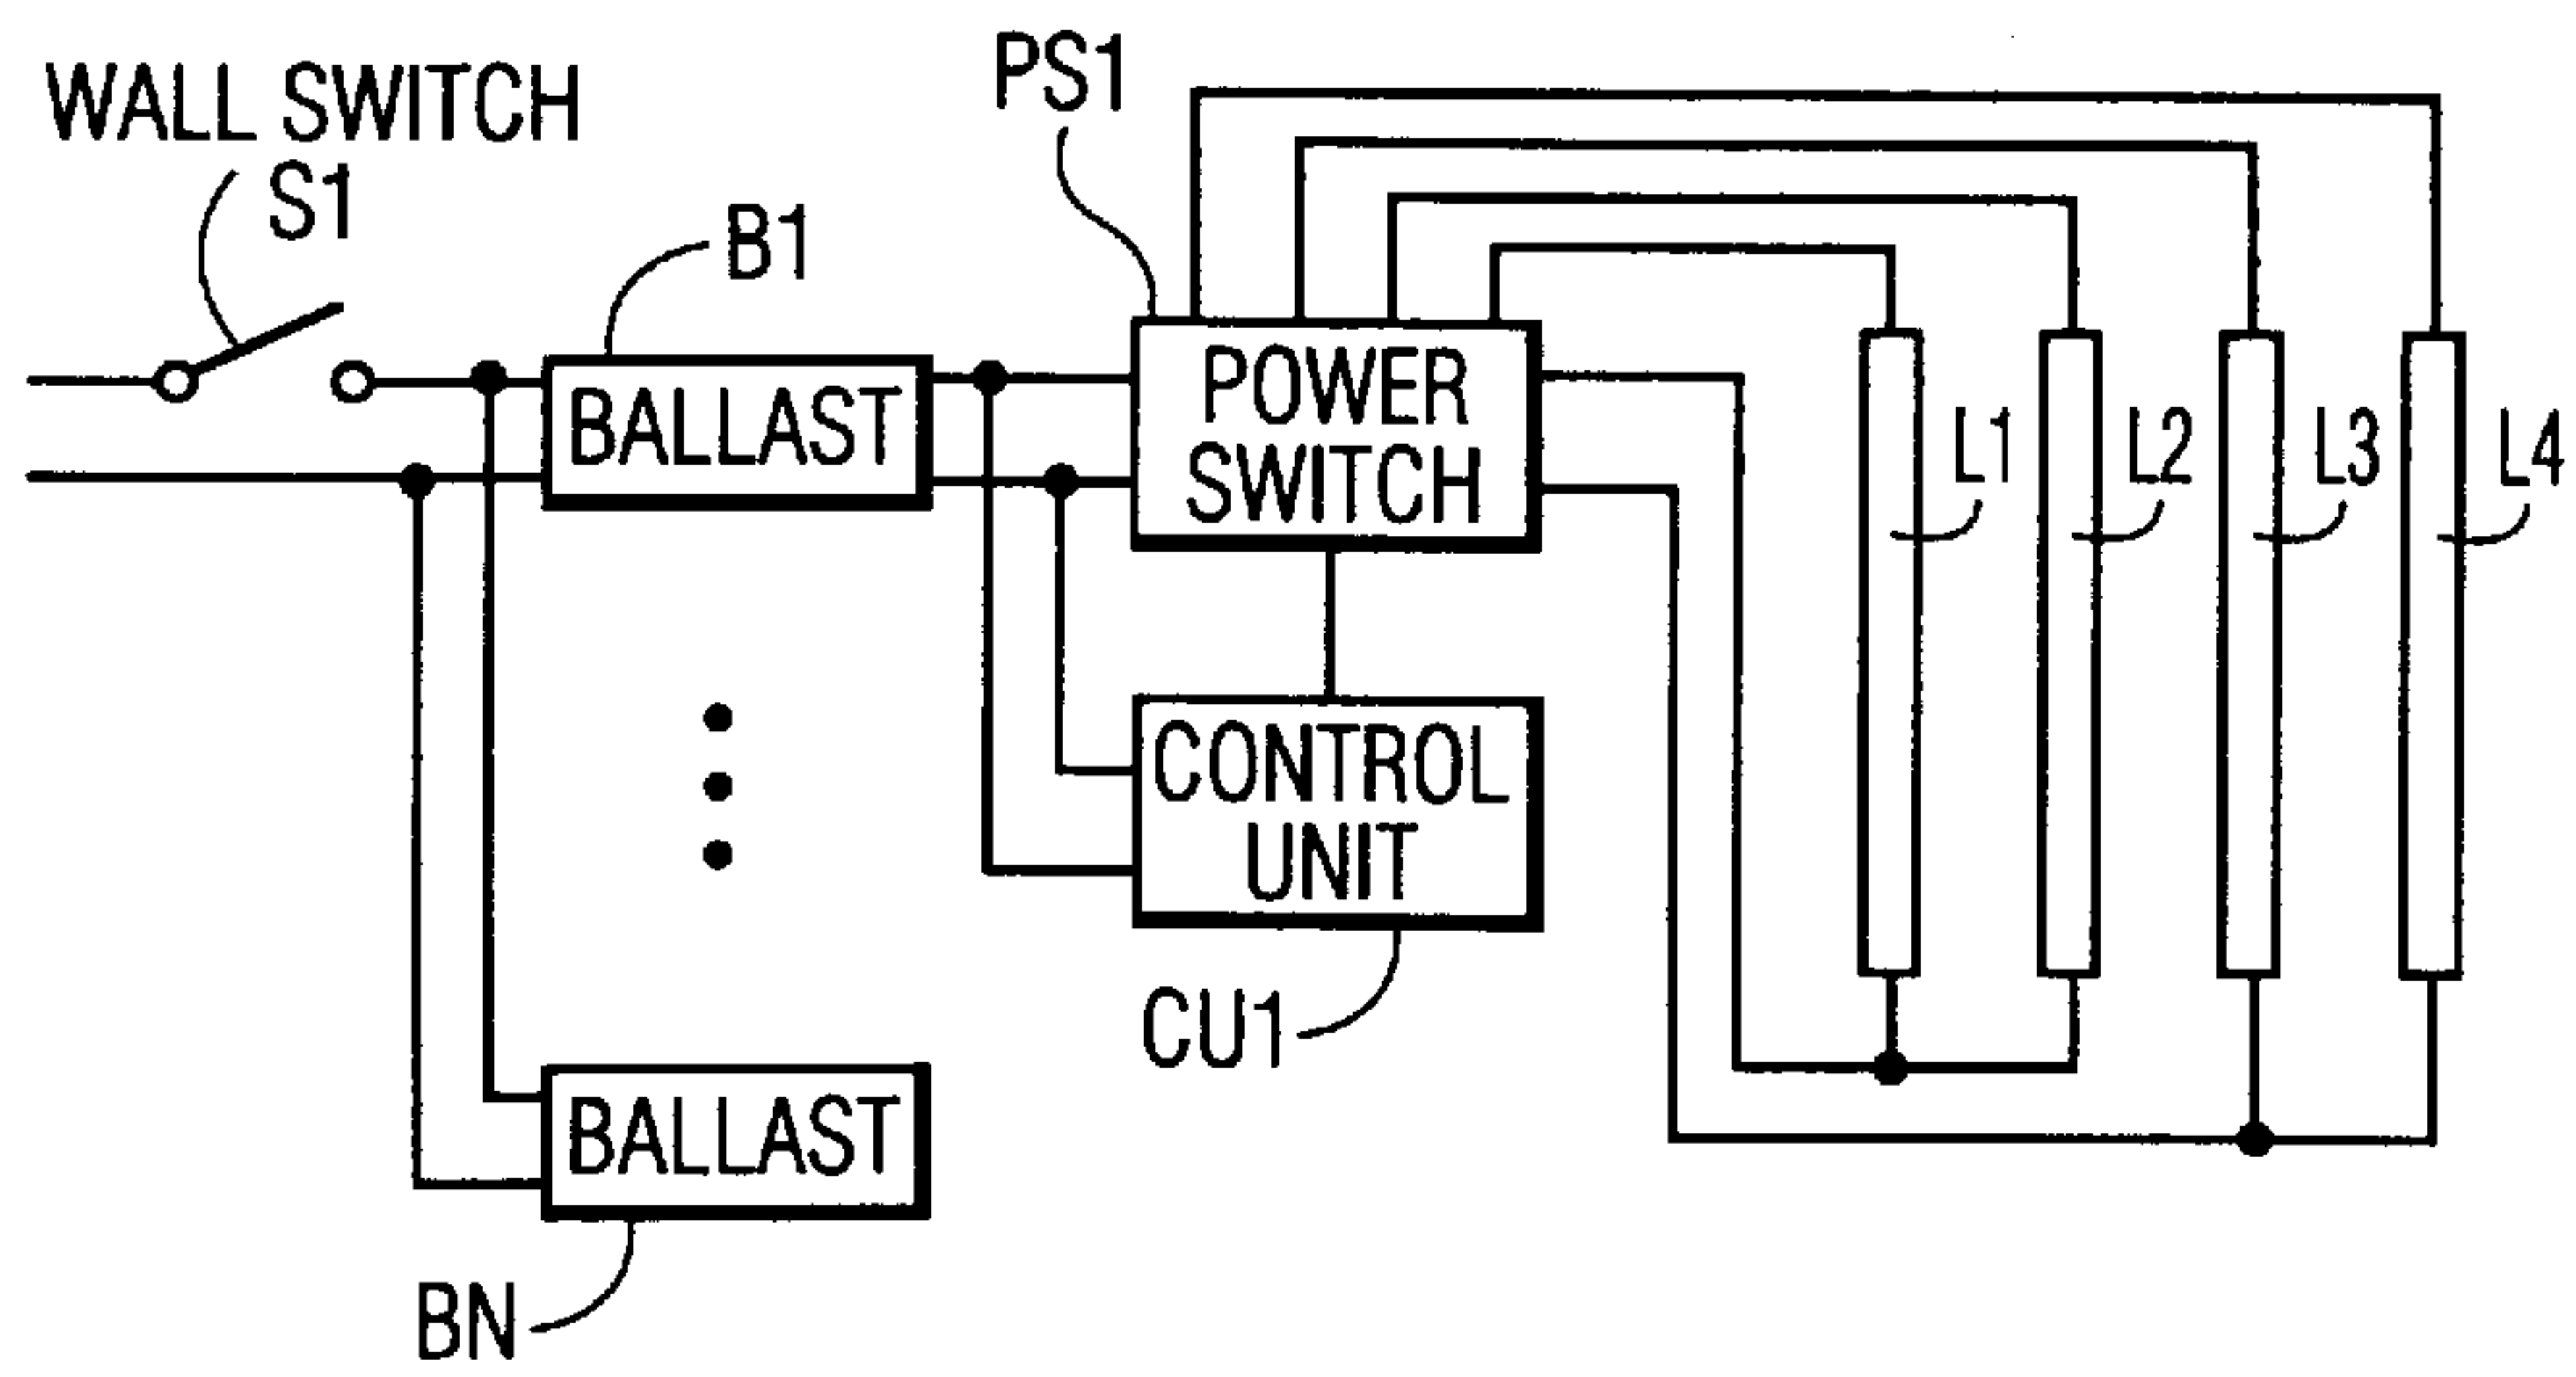 WALL SWITCH
S1
B1
PS1
BALLAST
POWER
SWITCH
L1
L2
L3
L4
CONTROL
UNIT
CU1
BALLAST
BN